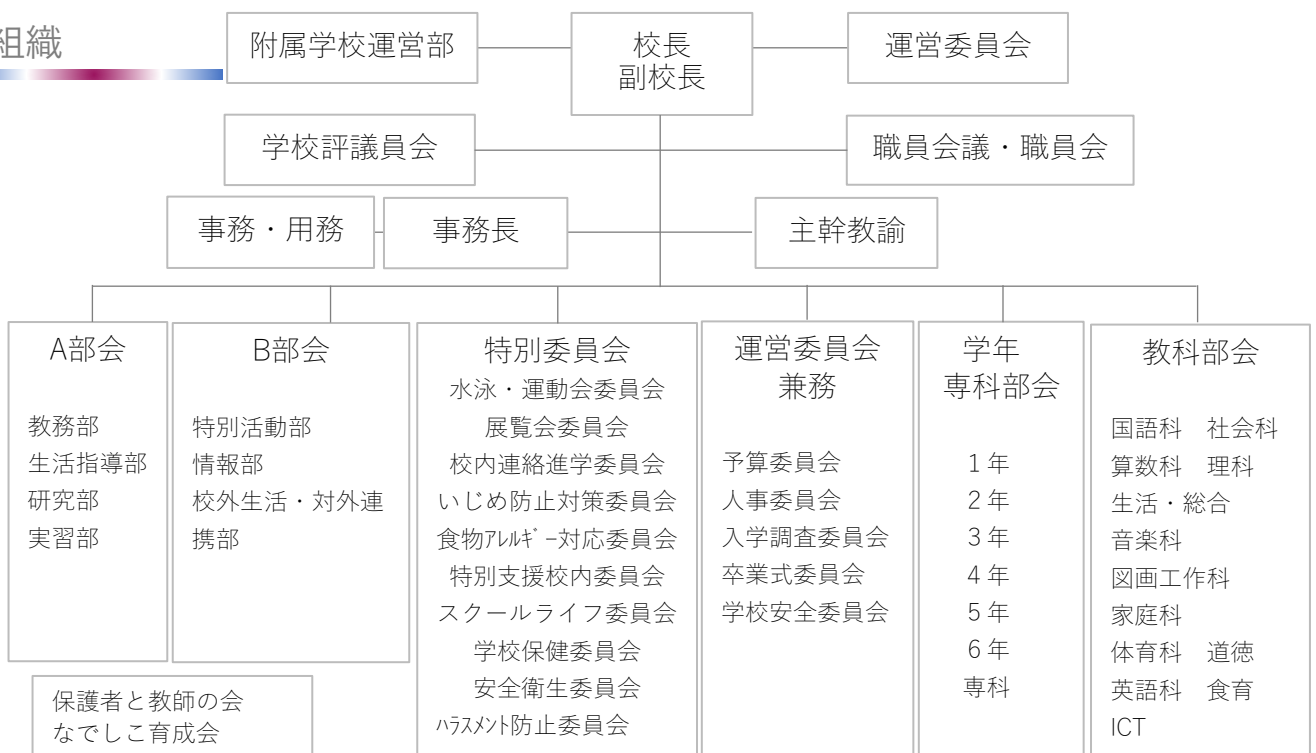 組織
附属学校運営部
校長
副校長
運営委員会
学校評議員会
職員会議・職員会
事務・用務
事務長
主幹教諭
A部会
教務部
生活指導部
研究部
実習部
B部会
特別活動部
情報部
校外生活・対外連
携部
特別委員会
水泳・運動会委員会
展覧会委員会
校内連絡進学委員会
いじめ防止対策委員会
食物ｱﾚﾙｷﾞｰ対応委員会
特別支援校内委員会
スクールライフ委員会
学校保健委員会
安全衛生委員会
ﾊﾗｽﾒﾝﾄ防止委員会
運営委員会
兼務
予算委員会
人事委員会
入学調査委員会
卒業式委員会
学校安全委員会
学年
専科部会
1年
2年
3年
4年
5年
6年
専科
教科部会
国語科　社会科
算数科　理科
生活・総合
音楽科
図画工作科
家庭科
体育科　道徳
英語科　食育
ICT
保護者と教師の会
なでしこ育成会